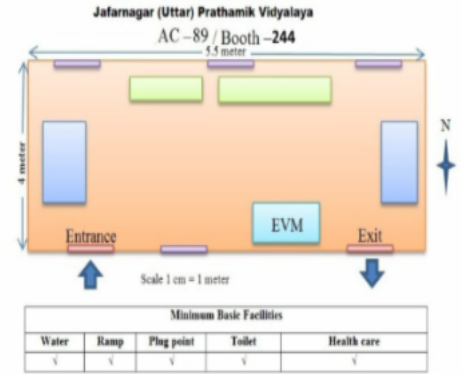 Jafarnagar (Uttar) Prathamik Vidyalaya
AC –89 / Booth –244
5.5 meter
4 meter
N
EVM
Entrance
Exit
Scale 1 cm = 1 meter
Minimum Basic Facilities
Water Ramp Plug point Toilet Health care
√ √ √ √ √